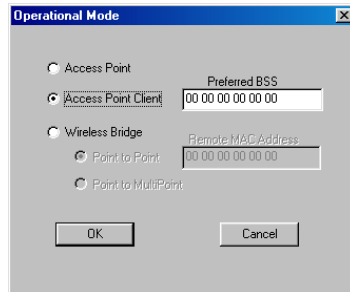 Operational Mode
Access Point
Preferred BSS
Access Point Client
00 00 00 00 00 00
Wireless Bridge
Remote MAC Address
Point to Point
00 00 00 00 00 00
Point to MultiPoint
OK
Cancel